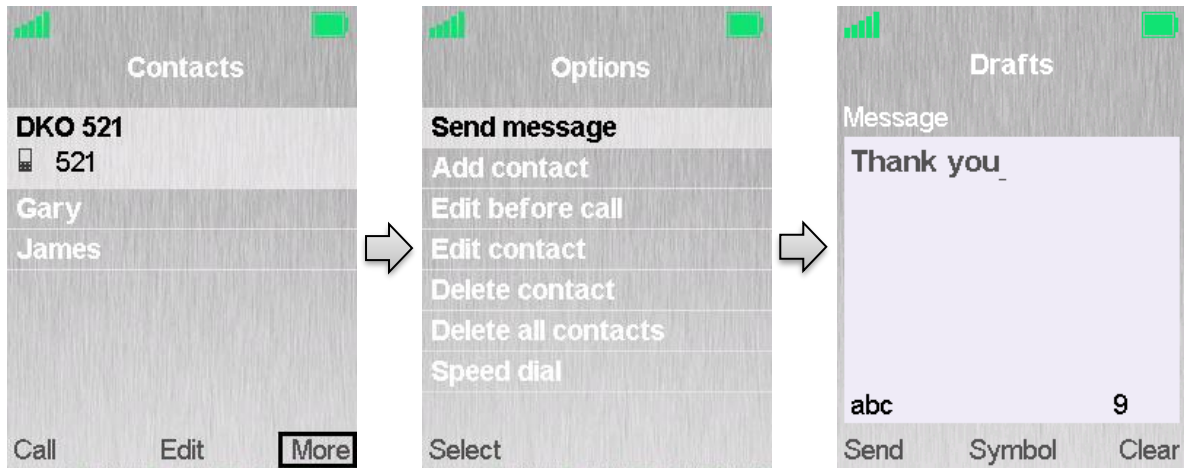 Contacts
DKO 521
521
Gary
James
Call Edit More
Options
Send message
Add contact
Edit before call
Edit contact
Delete contact
Delete all contacts
Speed dial
Select
Drafts
Message
Thank you_
abc 9
Send Symbol Clear